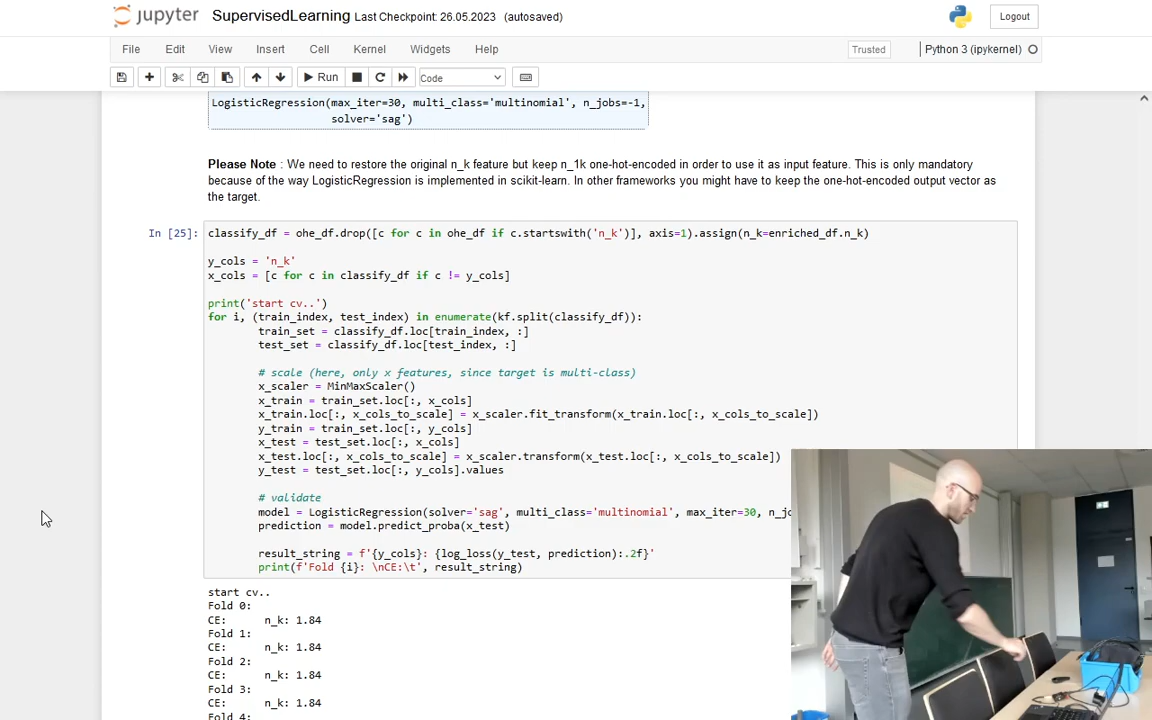 jupyter SupervisedLearning Last Checkpoint: 26.05.2023 (autosaved)
Logout
File Edit View Insert Cell Kernel Widgets Help
Trusted
Python 3 (ipykernel)
Run
Code
LogisticRegression(max_iter=30, multi_class='multinomial', n_jobs=-1,
solver='sag')
Please Note : We need to restore the original n_k feature but keep n_1k one-hot-encoded in order to use it as input feature. This is only mandatory
because of the way LogisticRegression is implemented in scikit-learn. In other frameworks you might have to keep the one-hot-encoded output vector as
the target.
In [25]:
classify_df = ohe_df.drop([c for c in ohe_df if c.startswith('n_k')], axis=1).assign(n_k=enriched_df.n_k)
y_cols = 'n_k'
x_cols = [c for c in classify_df if c != y_cols]
print('start cv..')
for i, (train_index, test_index) in enumerate(kf.split(classify_df)):
train_set = classify_df.loc[train_index, :]
test_set = classify_df.loc[test_index, :]
# scale (here, only x features, since target is multi-class)
x_scaler = MinMaxScaler()
x_train = train_set.loc[:, x_cols]
x_train.loc[:, x_cols_to_scale] = x_scaler.fit_transform(x_train.loc[:, x_cols_to_scale])
y_train = train_set.loc[:, y_cols]
x_test = test_set.loc[:, x_cols]
x_test.loc[:, x_cols_to_scale] = x_scaler.transform(x_test.loc[:, x_cols_to_scale])
y_test = test_set.loc[:, y_cols].values
# validate
model = LogisticRegression(solver='sag', multi_class='multinomial', max_iter=30, n_jo
prediction = model.predict_proba(x_test)
result_string = f'{y_cols}: {log_loss(y_test, prediction):.2f}'
print(f'Fold {i}: \nCE:\t', result_string)
start cv..
Fold 0:
CE: n_k: 1.84
Fold 1:
CE: n_k: 1.84
Fold 2:
CE: n_k: 1.84
Fold 3:
CE: n_k: 1.84
Fold 4: